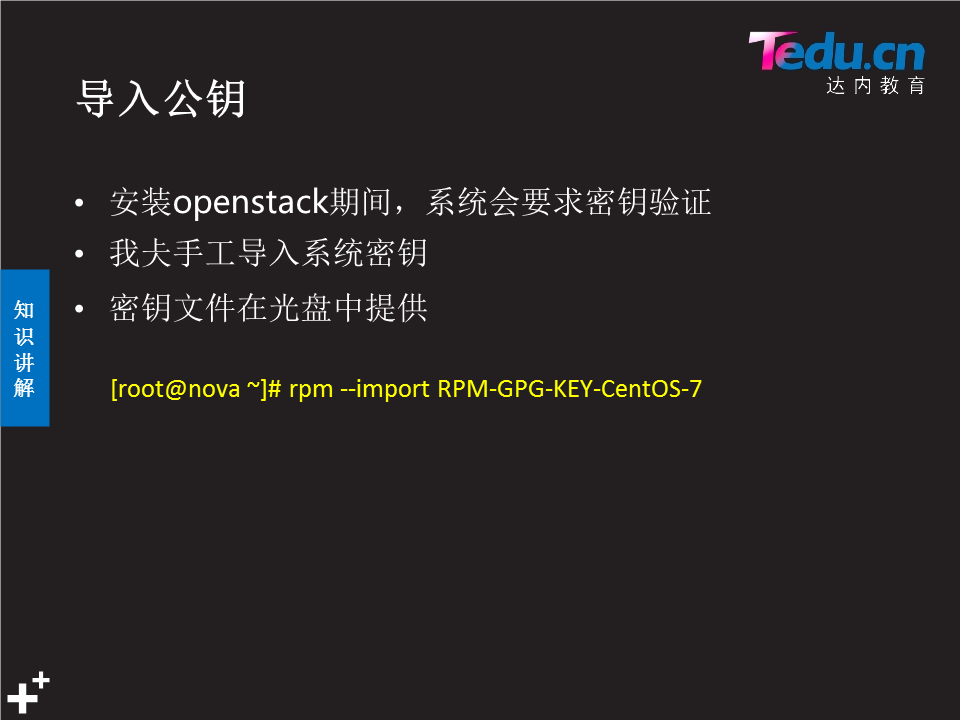 Tedu.cn
达内教育
导入公钥
• 安装openstack期间，系统会要求密钥验证
• 我夫手工导入系统密钥
• 密钥文件在光盘中提供
知识讲解
[root@nova ~]# rpm --import RPM-GPG-KEY-CentOS-7